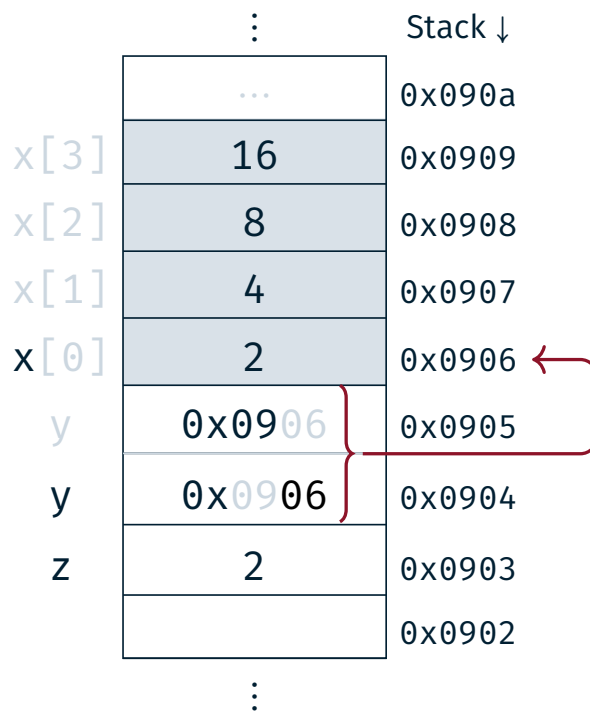 ⋮ Stack ↓
... 0x090a
x[3] 16 0x0909
x[2] 8 0x0908
x[1] 4 0x0907
x[0] 2 0x0906
y 0x0906 0x0905
y 0x0906 0x0904
z 2 0x0903
0x0902
⋮